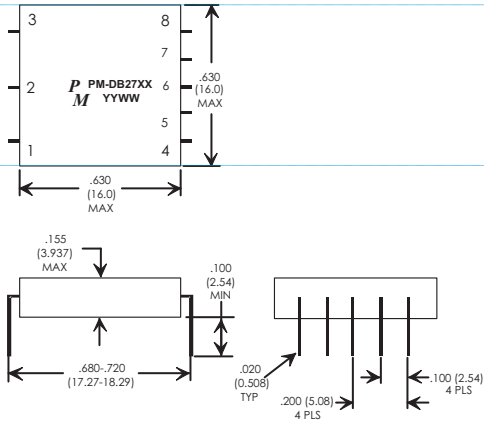 3
8
7
2
P M
PM-DB27XX
YYWW
6
5
1
4
.630
(16.0)
MAX
.630
(16.0)
MAX
.155
(3.937)
MAX
.100
(2.54)
MIN
.680-.720
(17.27-18.29)
.020
(0.508)
TYP
.100 (2.54)
4 PLS
.200 (5.08)
4 PLS